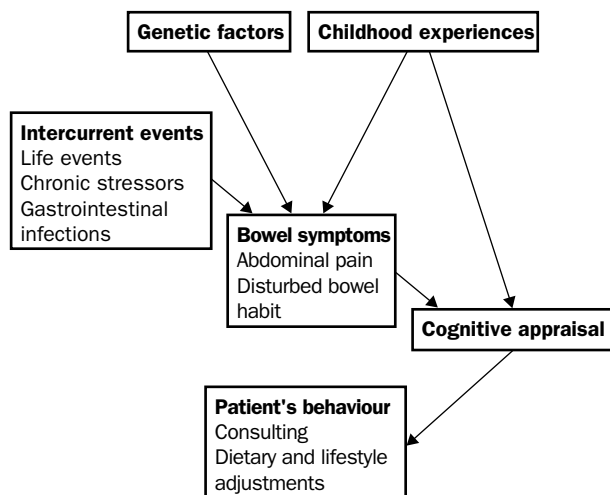 Genetic factors
Childhood experiences
Intercurrent events
Life events
Chronic stressors
Gastrointestinal
infections
Bowel symptoms
Abdominal pain
Disturbed bowel
habit
Cognitive appraisal
Patient's behaviour
Consulting
Dietary and lifestyle
adjustments